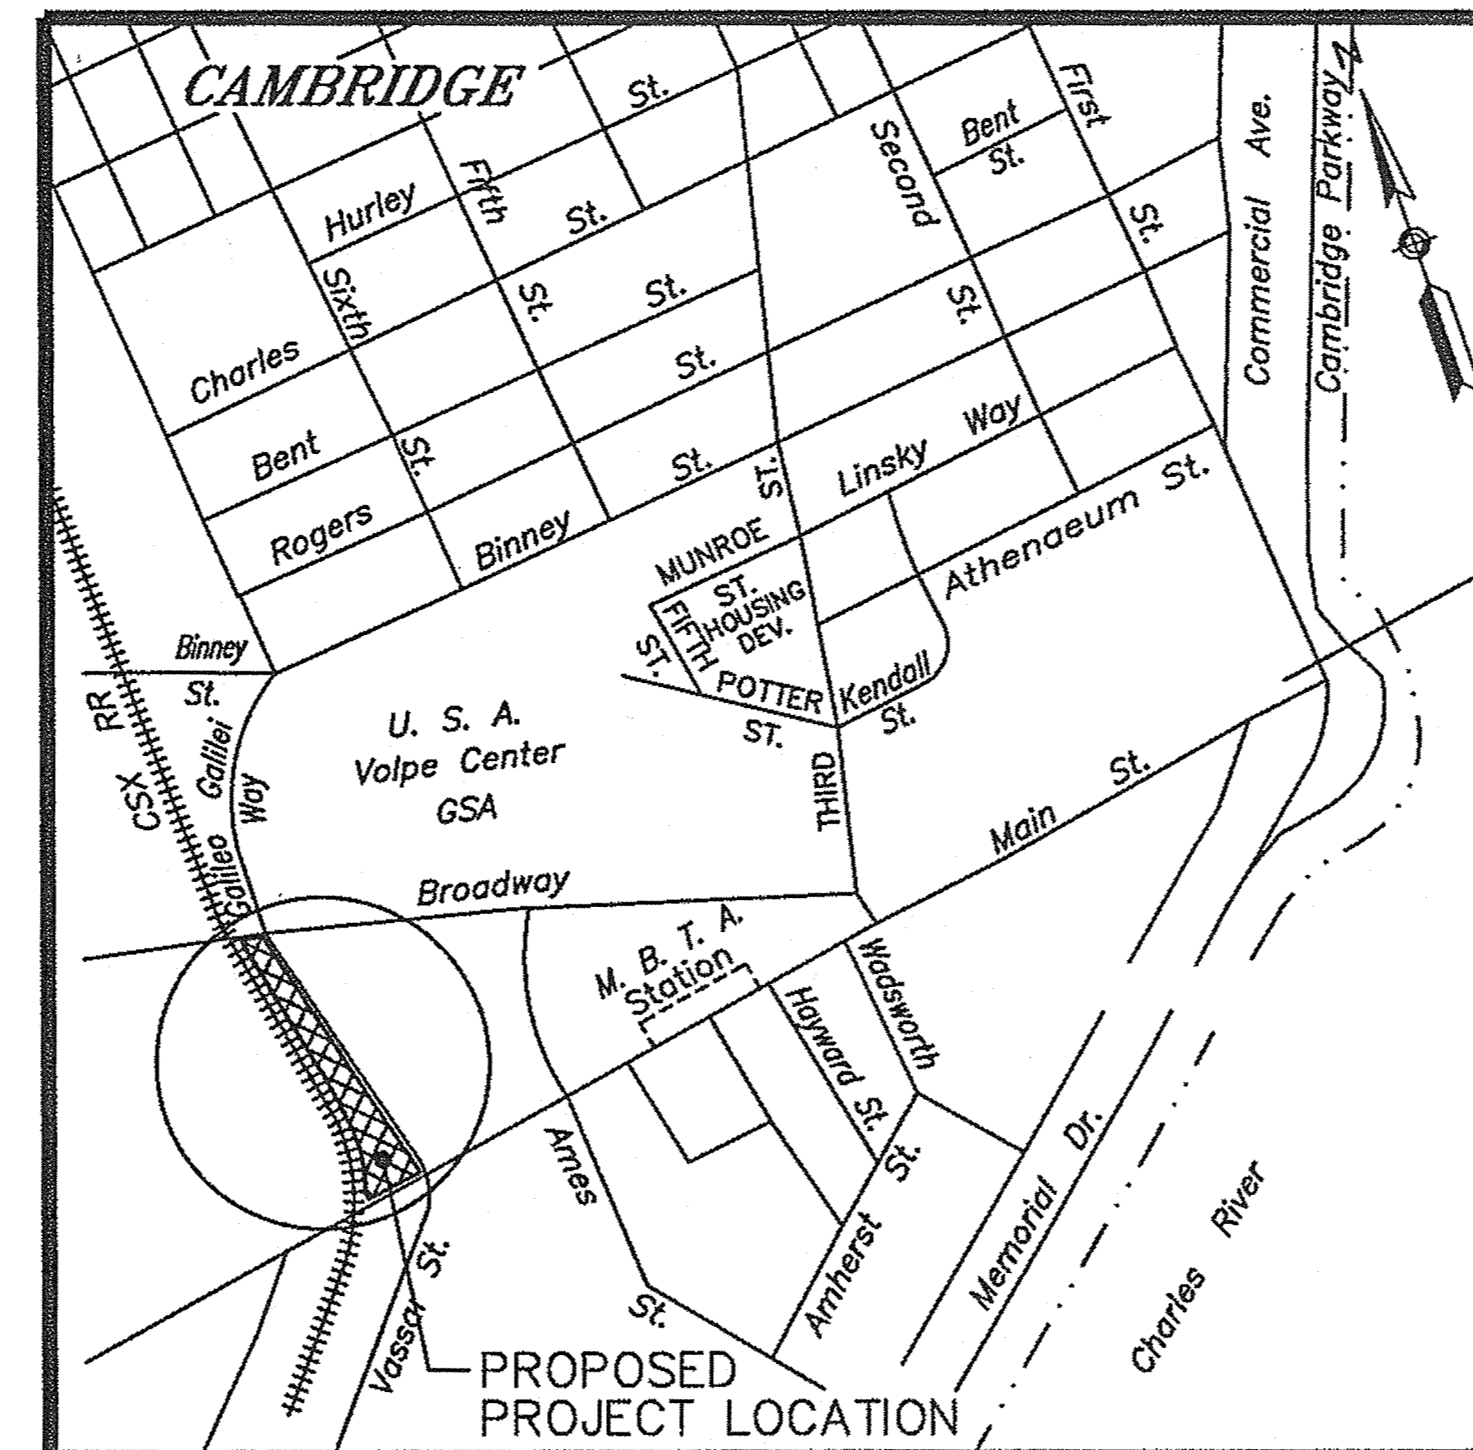 CAMBRIDGE
St.
First
Bent
St.
Second
Commercial Ave.
Cambridge Parkway
N
Hurley
Fifth
St.
St.
Sixth
St.
St.
St.
Charles
St.
Bent
St.
Rogers
Binney
St.
ST.
Linsky Way
Athenaeum St.
MUNROE
ST.
FIFTH
ST.
HOUSING
DEV.
POTTER
ST.
Kendall
St.
Binney
St.
CSX RR
Galileo Galilei
Way
U. S. A.
Volpe Center
GSA
THIRD
Main St.
Broadway
M. B. T. A.
Station
Wadsworth
Hayward St.
St.
Ames
St.
Amherst
Memorial Dr.
Charles River
Vassar St.
PROPOSED
PROJECT LOCATION